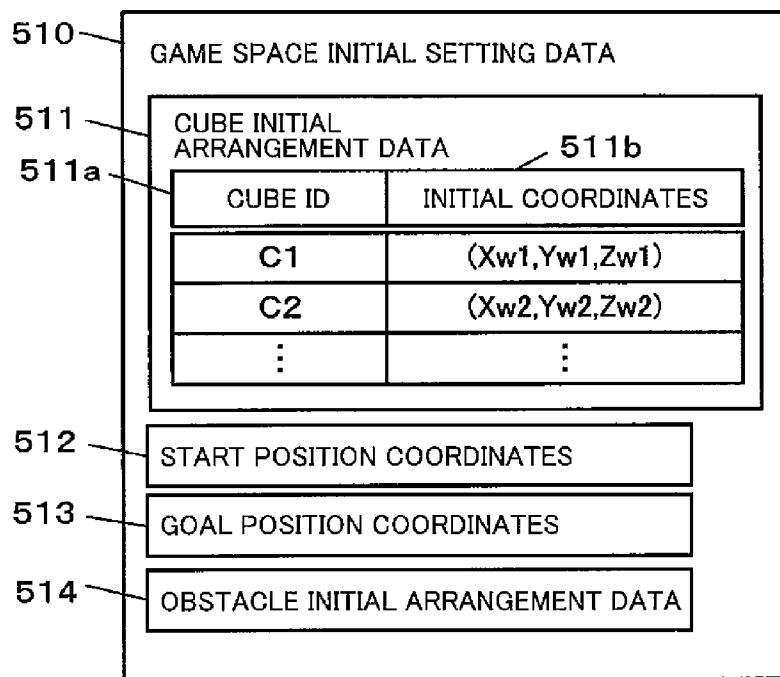 510
GAME SPACE INITIAL SETTING DATA
511
CUBE INITIAL
ARRANGEMENT DATA
511b
511a
CUBE ID INITIAL COORDINATES
C1 (Xw1,Yw1,Zw1)
C2 (Xw2,Yw2,Zw2)
⋮ ⋮
512
START POSITION COORDINATES
513
GOAL POSITION COORDINATES
514
OBSTACLE INITIAL ARRANGEMENT DATA